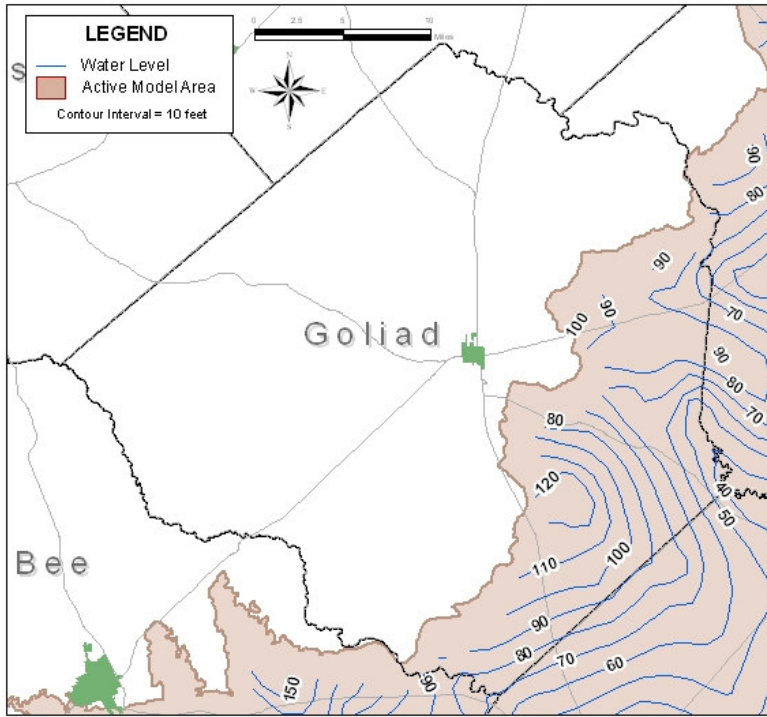 LEGEND
Water Level
Active Model Area
Contour Interval = 10 feet
0 2.5 5 10
Miles
N
W E
S
S
Goliad
Bee
90
80
90
70
100
90
90
80
70
80
120
40
50
100
110
90
80
70
60
150
90